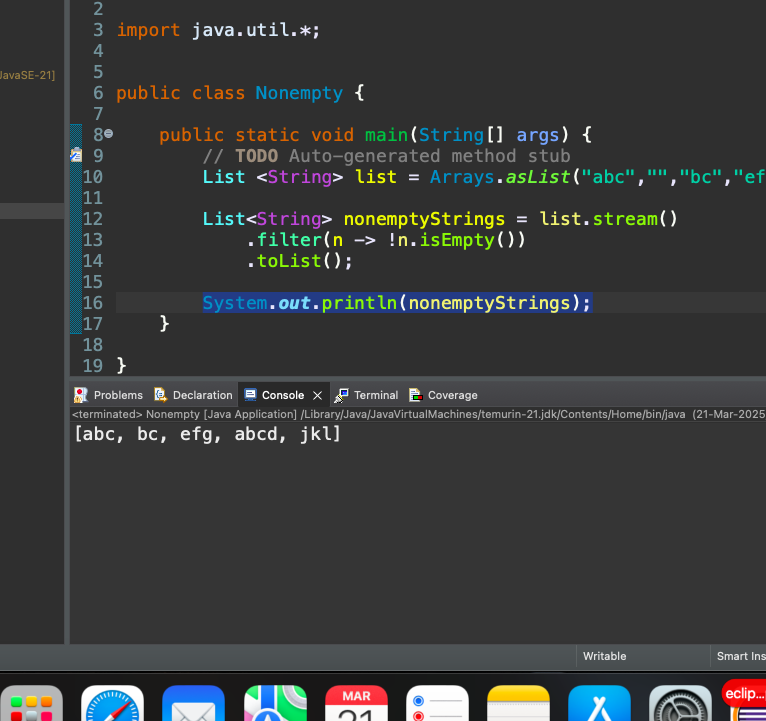 2
3 import java.util.*;
4
JavaSE-21]
5
6 public class Nonempty {
7
8 public static void main(String[] args) {
9 // TODO Auto-generated method stub
10 List <String> list = Arrays.asList("abc","","bc","ef
11
12 List<String> nonemptyStrings = list.stream()
13 .filter(n -> !n.isEmpty())
14 .toList();
15
16 System.out.println(nonemptyStrings);
17 }
18
19 }
Problems Declaration Console Terminal Coverage
<terminated> Nonempty [Java Application] /Library/Java/JavaVirtualMachines/temurin-21.jdk/Contents/Home/bin/java (21-Mar-2025
[abc, bc, efg, abcd, jkl]
Writable Smart Ins
MAR
21
eclip...